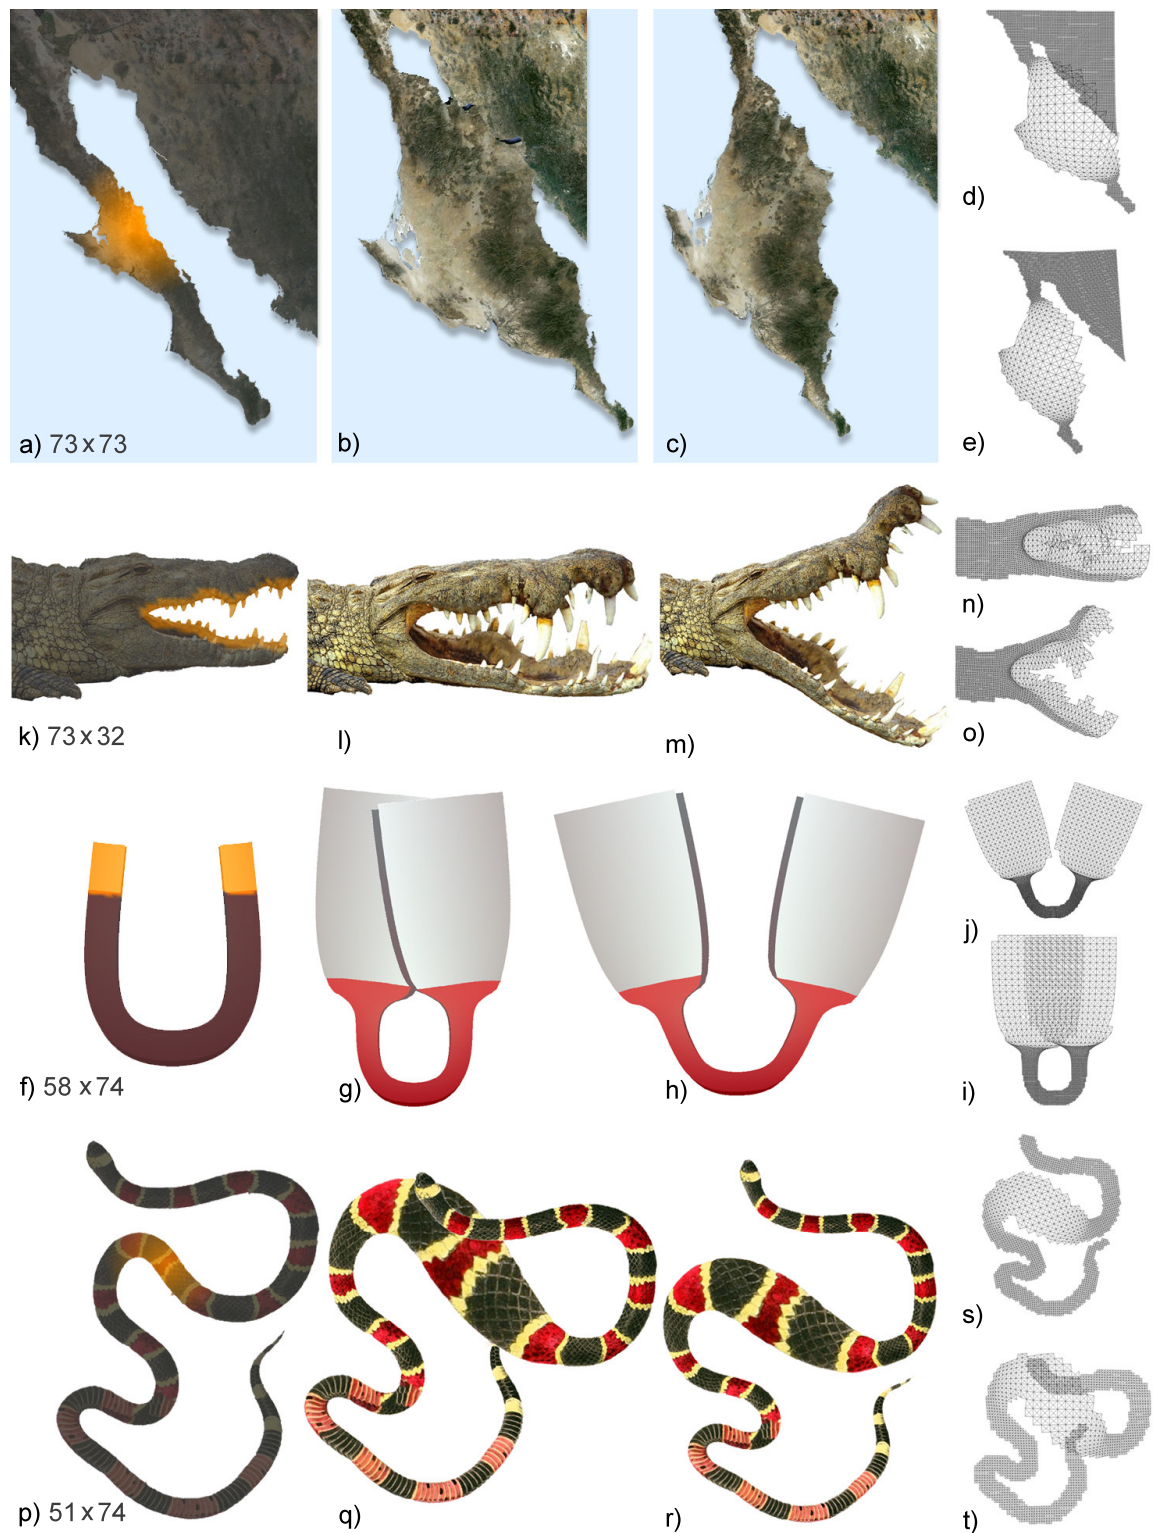 a) 73 x 73
b)
c)
d)
e)
k) 73 x 32
l)
m)
n)
o)
f) 58 x 74
g)
h)
j)
i)
p) 51 x 74
q)
r)
s)
t)